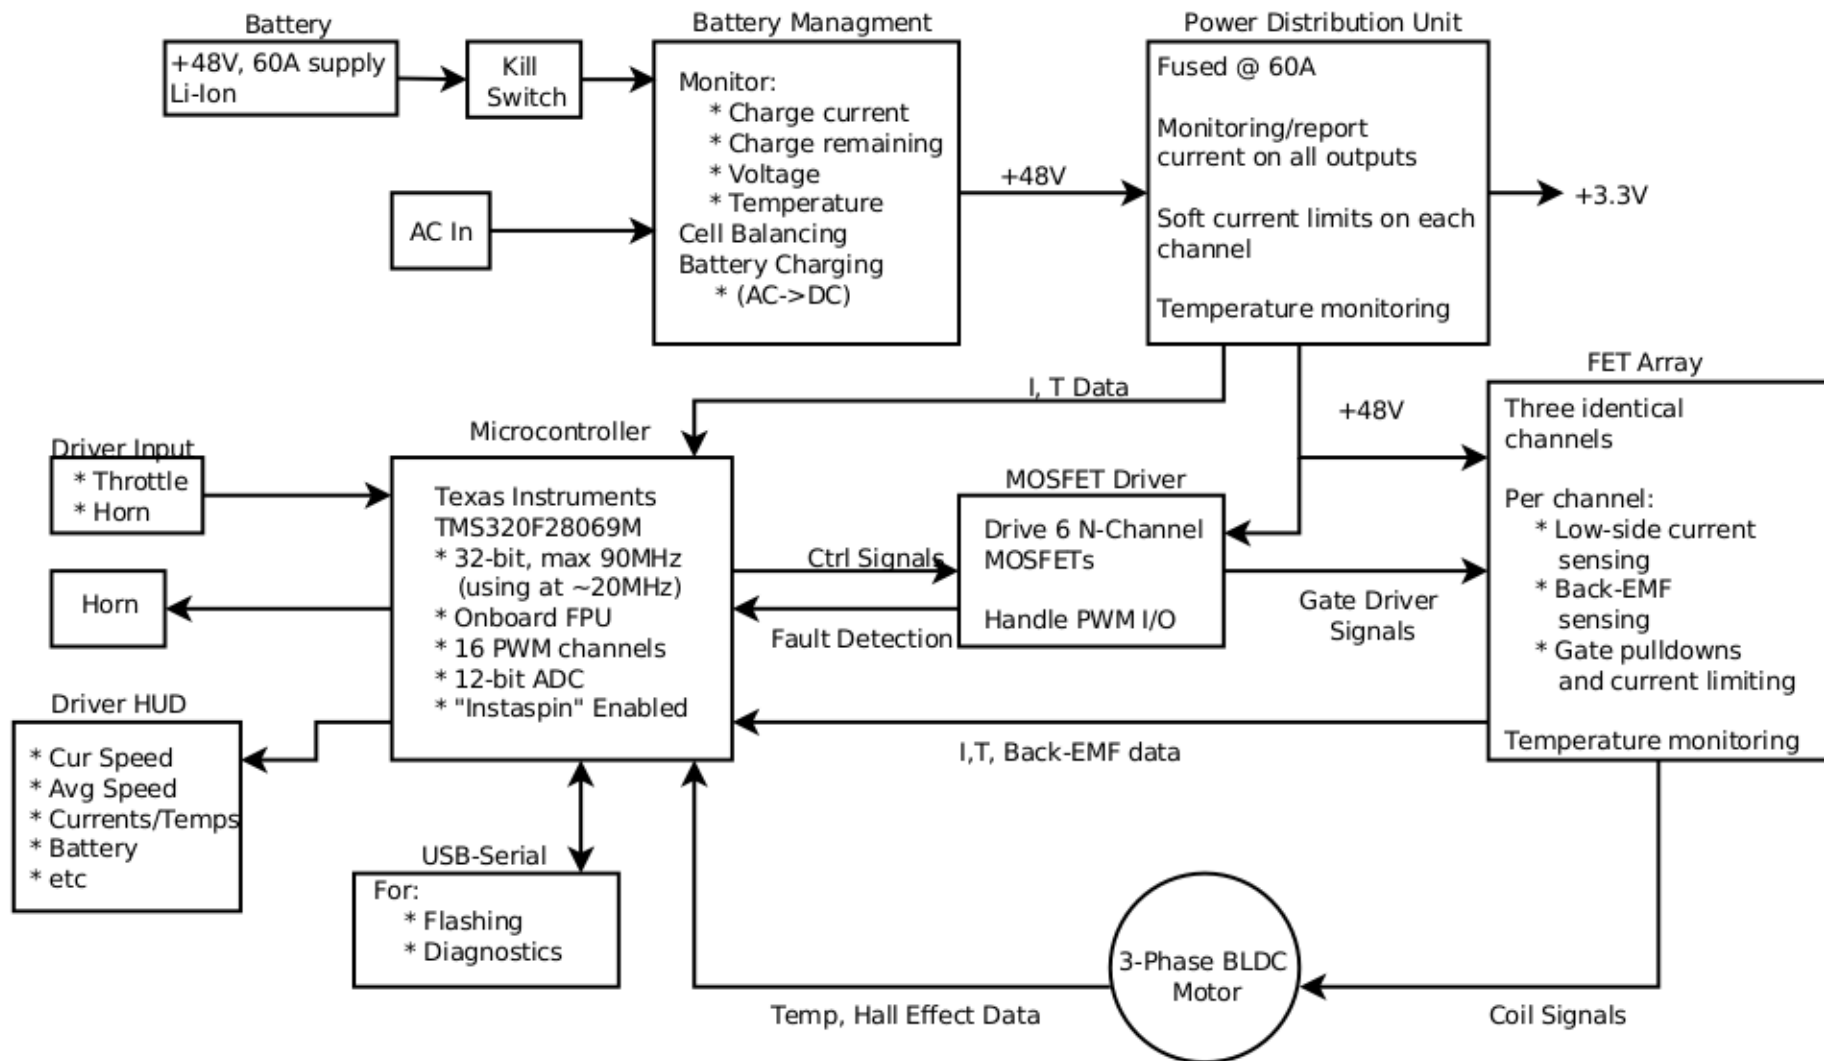 Battery
+48V, 60A supply
Li-Ion
Kill
Switch
Battery Managment
Monitor:
* Charge current
* Charge remaining
* Voltage
* Temperature
Cell Balancing
Battery Charging
* (AC->DC)
AC In
+48V
Power Distribution Unit
Fused @ 60A
Monitoring/report
current on all outputs
Soft current limits on each
channel
Temperature monitoring
+3.3V
I, T Data
+48V
FET Array
Three identical
channels
Per channel:
* Low-side current
sensing
* Back-EMF
sensing
* Gate pulldowns
and current limiting
Temperature monitoring
Driver Input
* Throttle
* Horn
Microcontroller
Texas Instruments
TMS320F28069M
* 32-bit, max 90MHz
(using at ~20MHz)
* Onboard FPU
* 16 PWM channels
* 12-bit ADC
* "Instaspin" Enabled
Ctrl Signals
Fault Detection
MOSFET Driver
Drive 6 N-Channel
MOSFETs
Handle PWM I/O
Gate Driver
Signals
Horn
Driver HUD
* Cur Speed
* Avg Speed
* Currents/Temps
* Battery
* etc
I,T, Back-EMF data
USB-Serial
For:
* Flashing
* Diagnostics
3-Phase BLDC
Motor
Temp, Hall Effect Data
Coil Signals